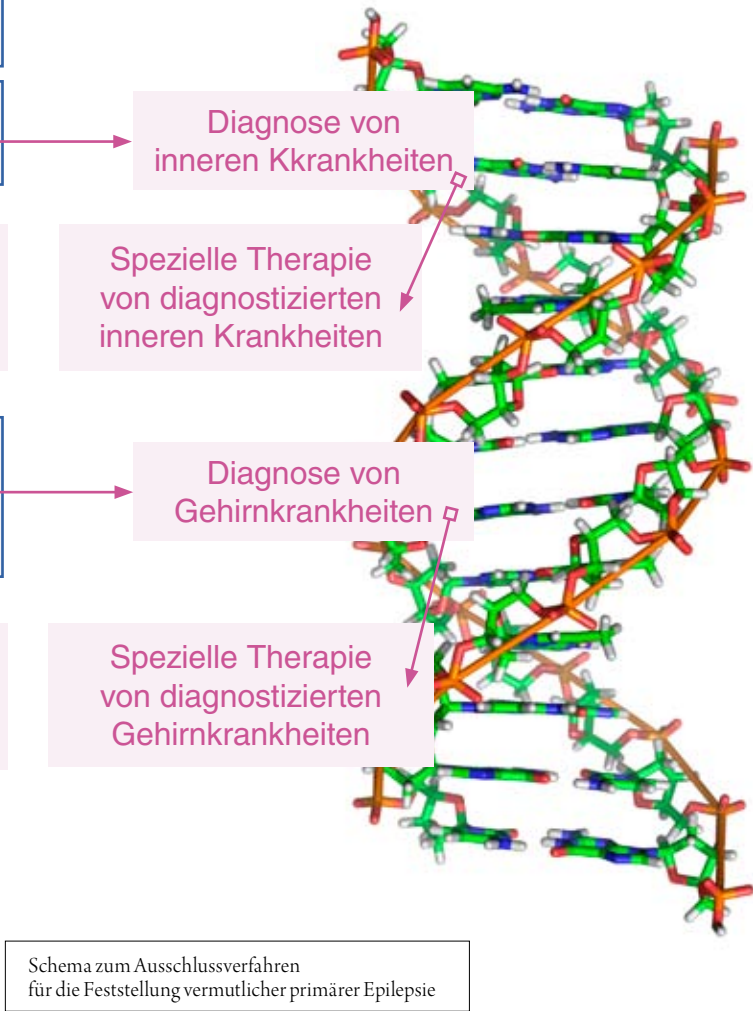 Diagnose von
inneren Kkrankheiten
Spezielle Therapie
von diagnostizierten
inneren Krankheiten
Diagnose von
Gehirnkrankheiten
Spezielle Therapie
von diagnostizierten
Gehirnkrankheiten
Schema zum Ausschlussverfahren
für die Feststellung vermutlicher primärer Epilepsie